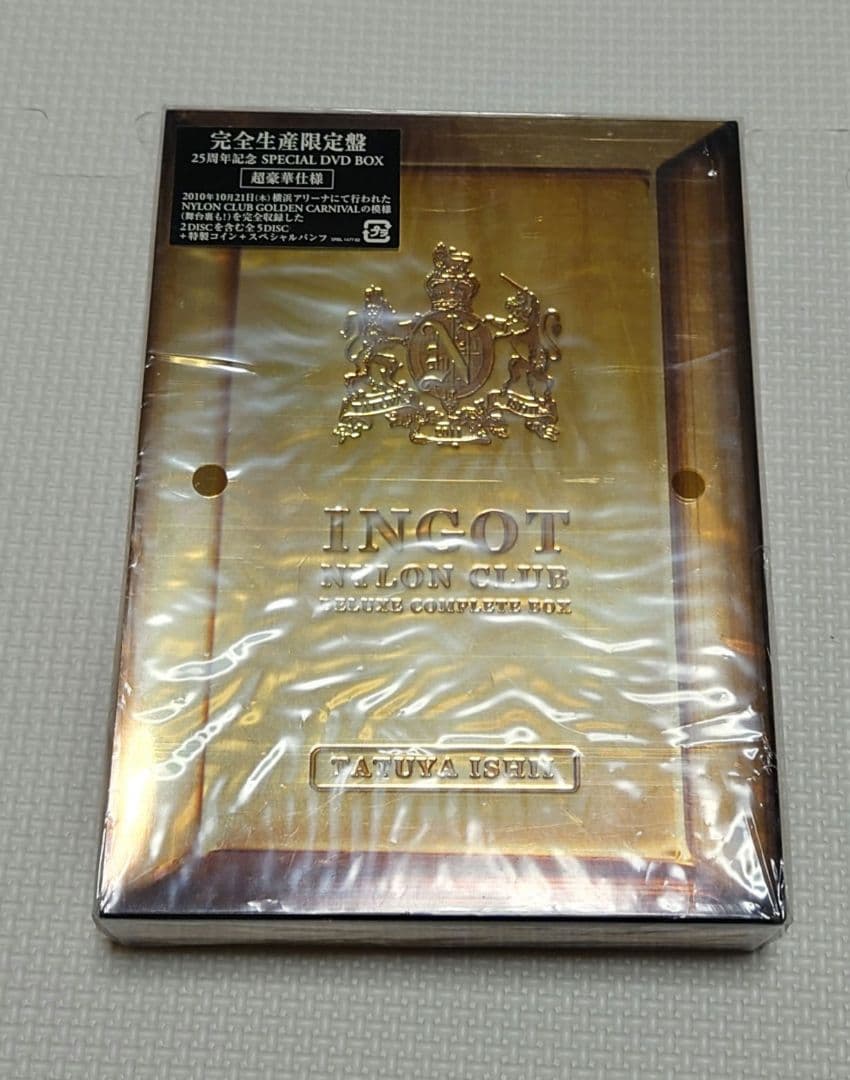 完全生産限定盤
25周年記念 SPECIAL DVD BOX
超豪華仕様
2010年10月21日(木)横浜アリーナにて行われた
NYLON CLUB GOLDEN CARNIVALの模様
(舞台裏も!)を完全収録した
2DISCを含む全5DISC
+特製コイン+スペシャルパンフ
N
INGOT
NYLON CLUB
DELUXE COMPLETE BOX
TATUYA ISHII